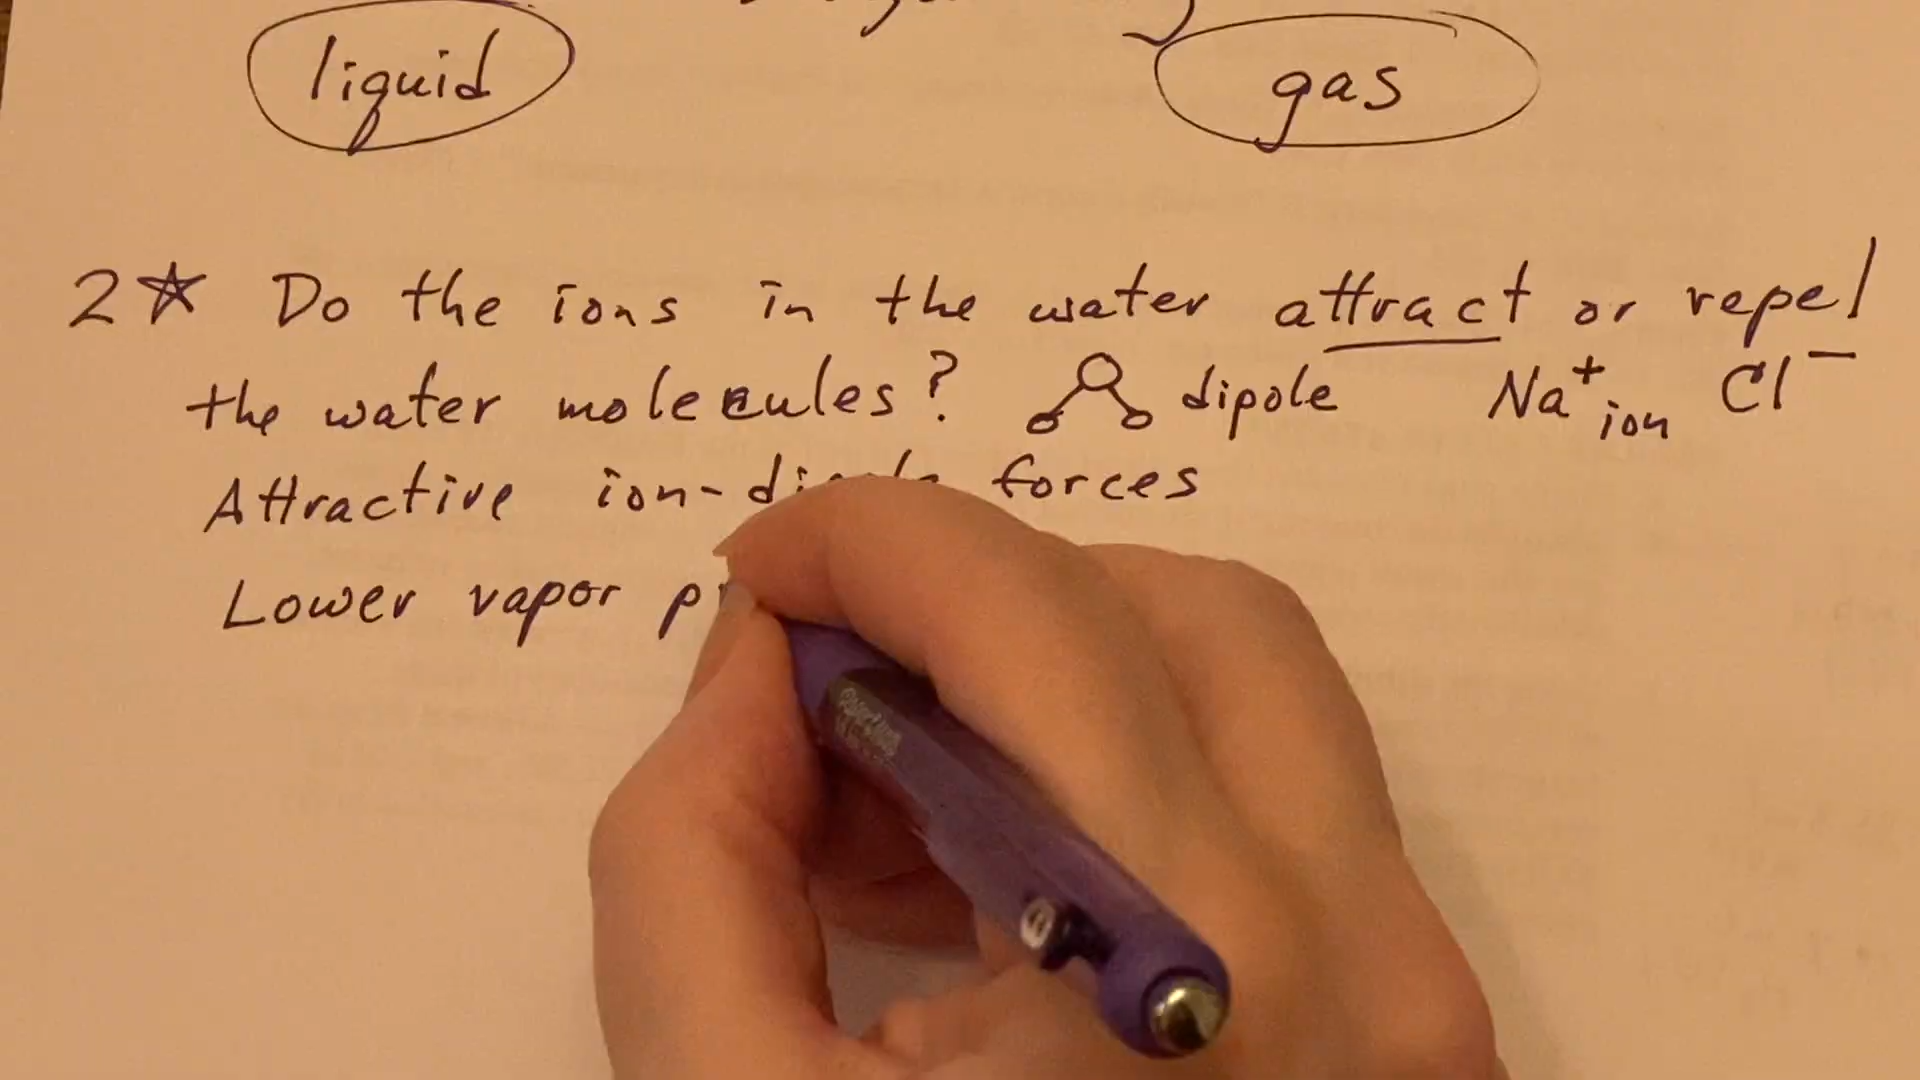 liquid gas
2☆ Do the ions in the water attract or repel
the water molecules? dipole Na⁺ ion Cl⁻
Attractive ion-dipole forces
Lower vapor